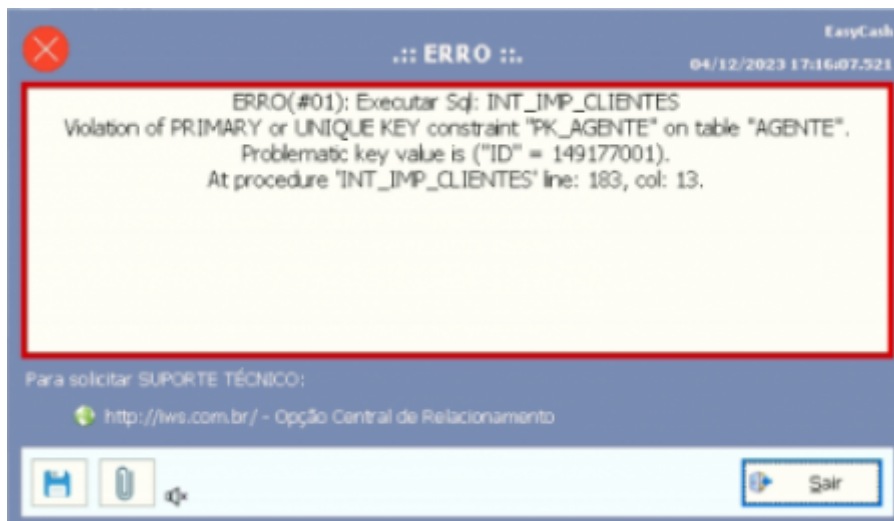 EasyCash
.:: ERRO ::.
04/12/2023 17:16:07.521
ERRO(#01): Executar Sql: INT_IMP_CLIENTES
Violation of PRIMARY or UNIQUE KEY constraint "PK_AGENTE" on table "AGENTE".
Problematic key value is ("ID" = 149177001).
At procedure 'INT_IMP_CLIENTES' line: 183, col: 13.
Para solicitar SUPORTE TÉCNICO:
http://iws.com.br/ - Opção Central de Relacionamento
Sair